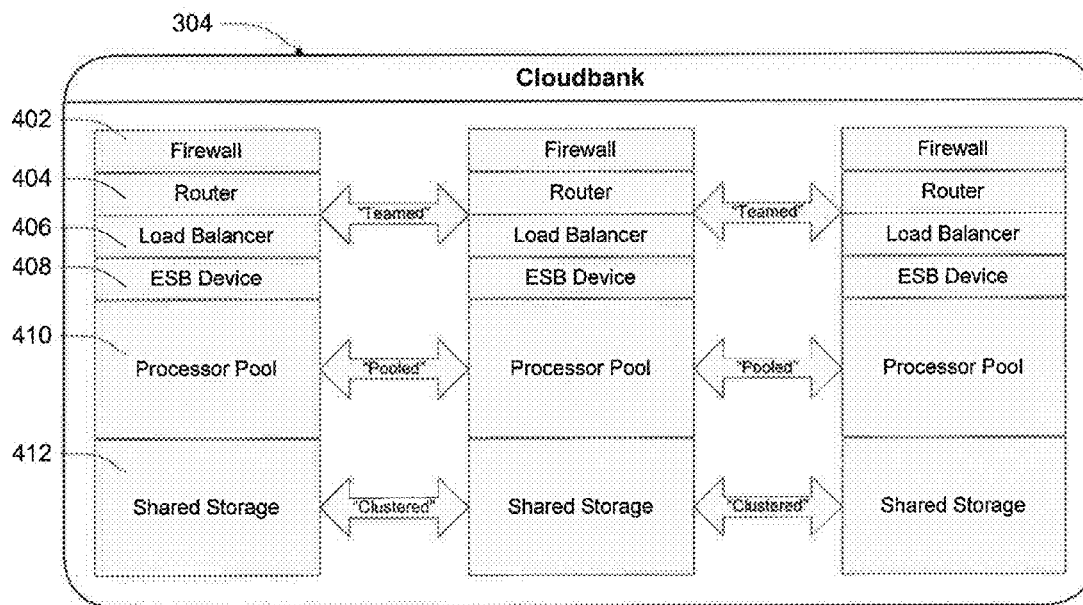 304
Cloudbank
402
Firewall Firewall Firewall
404
Router Router Router
"Teamed" "Teamed"
406
Load Balancer Load Balancer Load Balancer
408
ESB Device ESB Device ESB Device
410
Processor Pool "Pooled" Processor Pool "Pooled" Processor Pool
412
Shared Storage "Clustered" Shared Storage "Clustered" Shared Storage